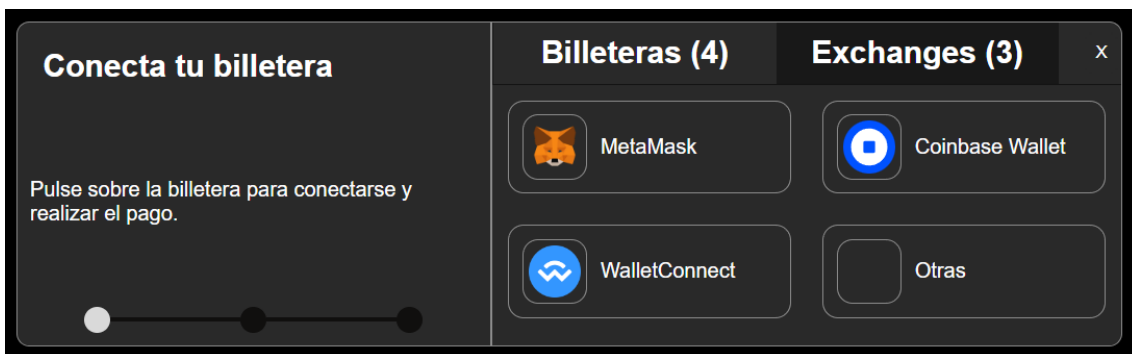 Conecta tu billetera
Pulse sobre la billetera para conectarse y
realizar el pago.
Billeteras (4)
Exchanges (3)
x
MetaMask
Coinbase Wallet
WalletConnect
Otras